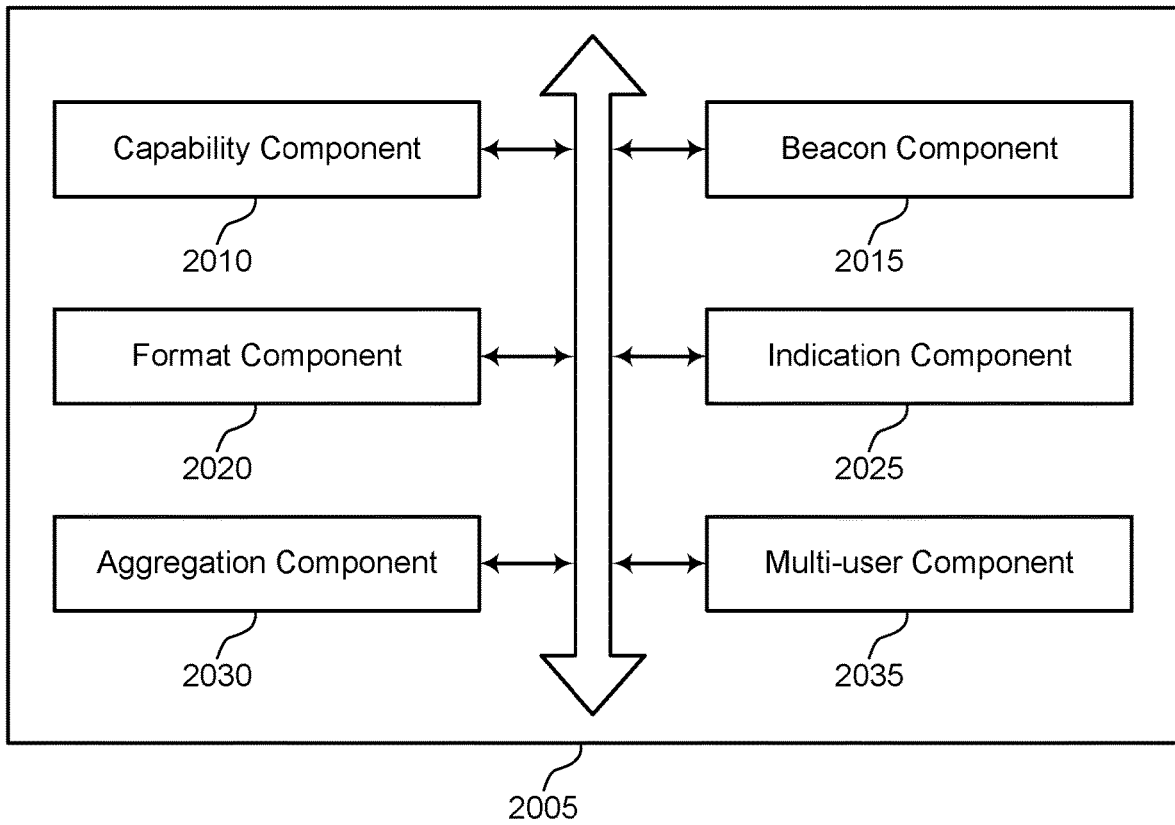 Capability Component
Beacon Component
2010
2015
Format Component
Indication Component
2020
2025
Aggregation Component
Multi-user Component
2030
2035
2005